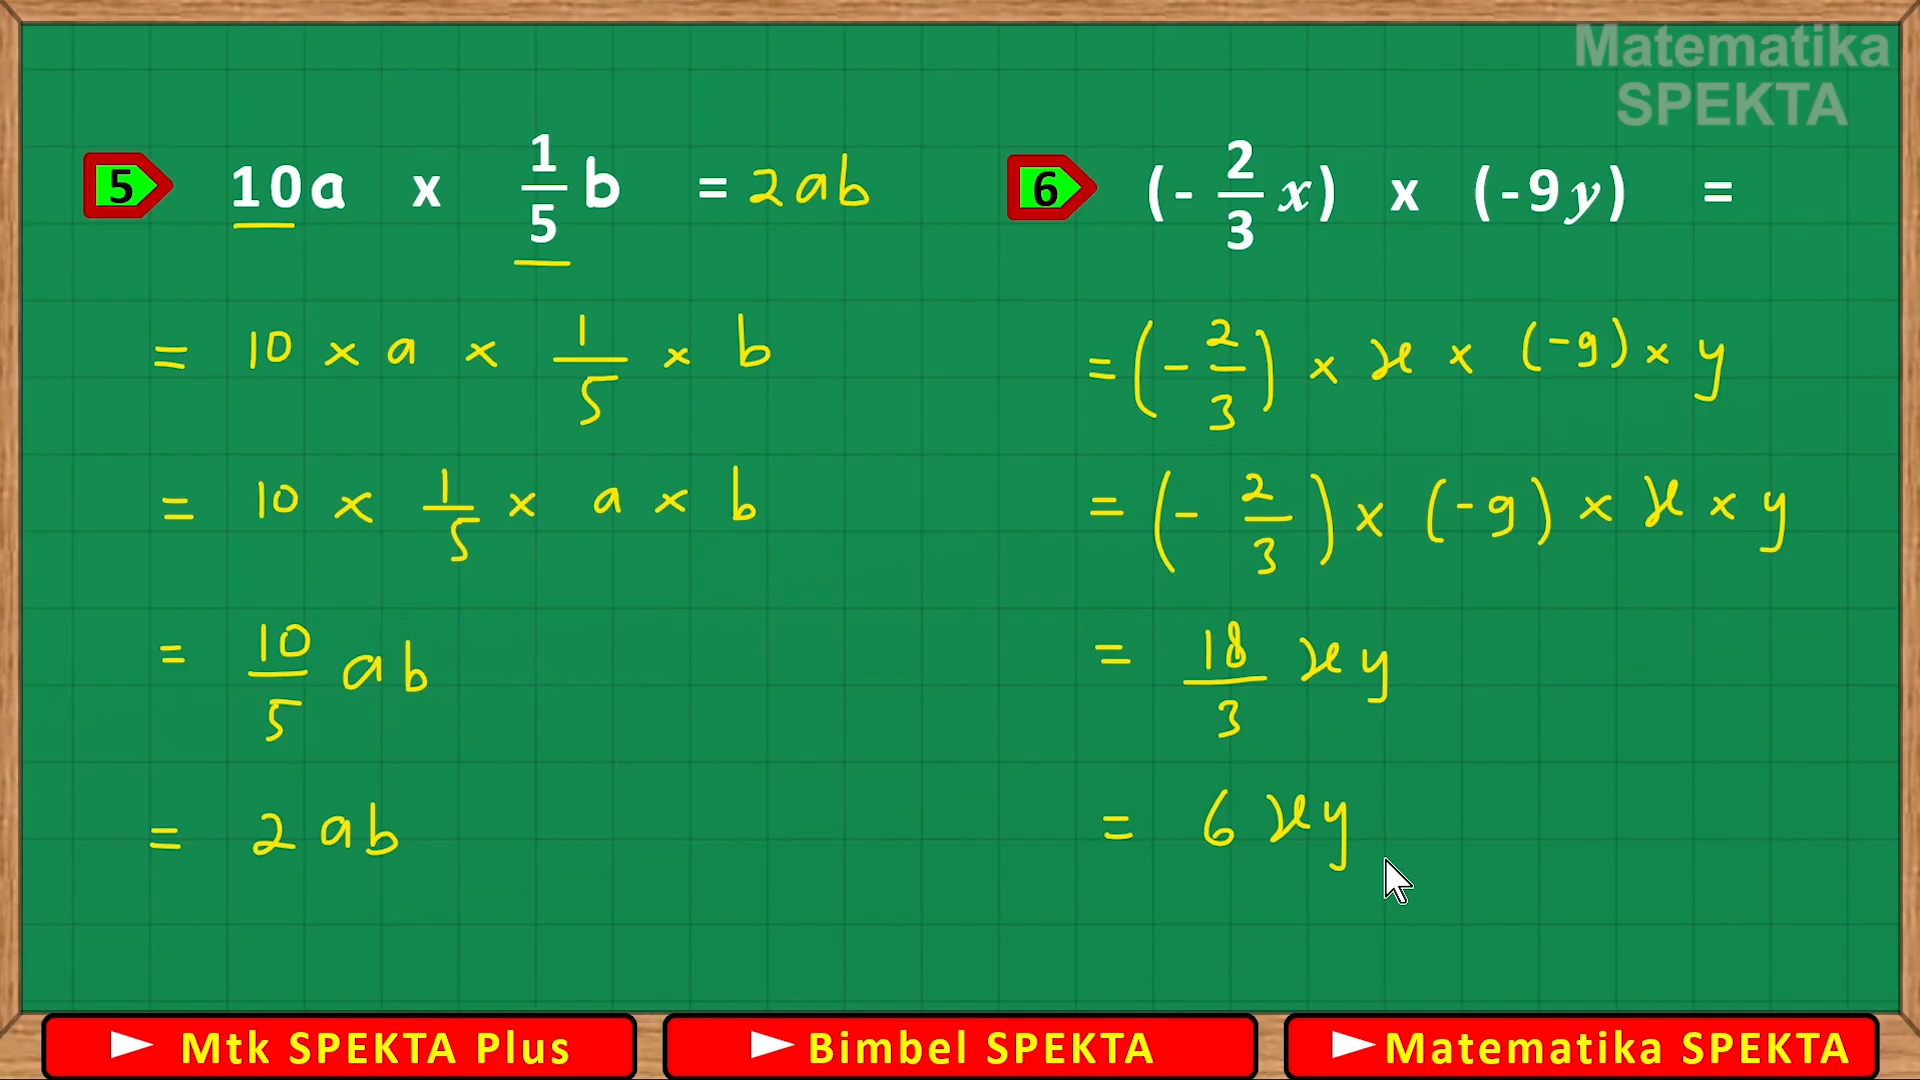 Matematika
SPEKTA
5 10a x 1/5 b = 2ab
= 10 × a × 1/5 × b
= 10 × 1/5 × a × b
= 10/5 ab
= 2ab
6 (- 2/3 x) x (-9y) =
= (- 2/3) × x × (-9) × y
= (- 2/3) × (-9) × x × y
= 18/3 xy
= 6xy
Mtk SPEKTA Plus
Bimbel SPEKTA
Matematika SPEKTA